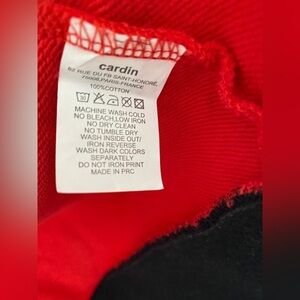 cardin
62 RUE DU FB SAINT-HONORÉ
75008,PARIS-FRANCE
100%COTTON
MACHINE WASH COLD
NO BLEACH,LOW IRON
NO DRY CLEAN
NO TUMBLE DRY
WASH INSIDE OUT/
IRON REVERSE
WASH DARK COLORS
SEPARATELY
DO NOT IRON PRINT
MADE IN PRC